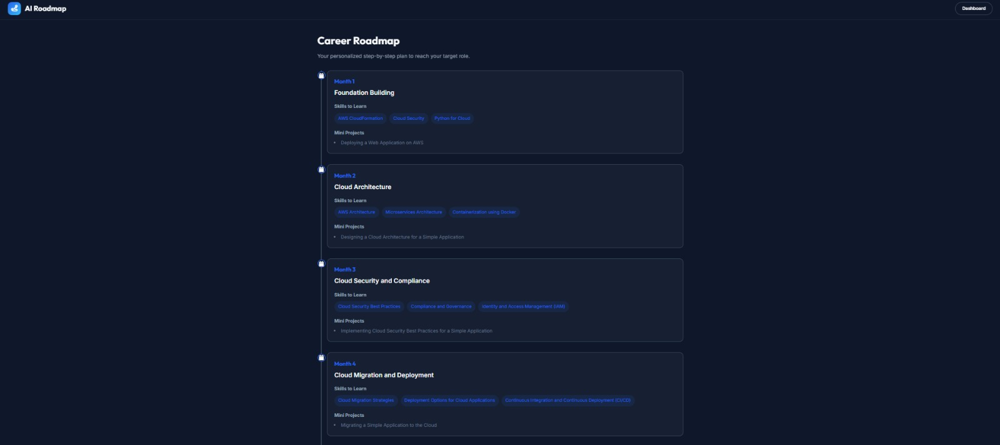 AI Roadmap
Dashboard
Career Roadmap
Your personalized step-by-step plan to reach your target role.
Month 1
Foundation Building
Skills to Learn
AWS CloudFormation Cloud Security Python for Cloud
Mini Projects
• Deploying a Web Application on AWS
Month 2
Cloud Architecture
Skills to Learn
AWS Architecture Microservices Architecture Containerization using Docker
Mini Projects
• Designing a Cloud Architecture for a Simple Application
Month 3
Cloud Security and Compliance
Skills to Learn
Cloud Security Best Practices Compliance and Governance Identity and Access Management (IAM)
Mini Projects
• Implementing Cloud Security Best Practices for a Simple Application
Month 4
Cloud Migration and Deployment
Skills to Learn
Cloud Migration Strategies Deployment Options for Cloud Applications Continuous Integration and Continuous Deployment (CI/CD)
Mini Projects
• Migrating a Simple Application to the Cloud